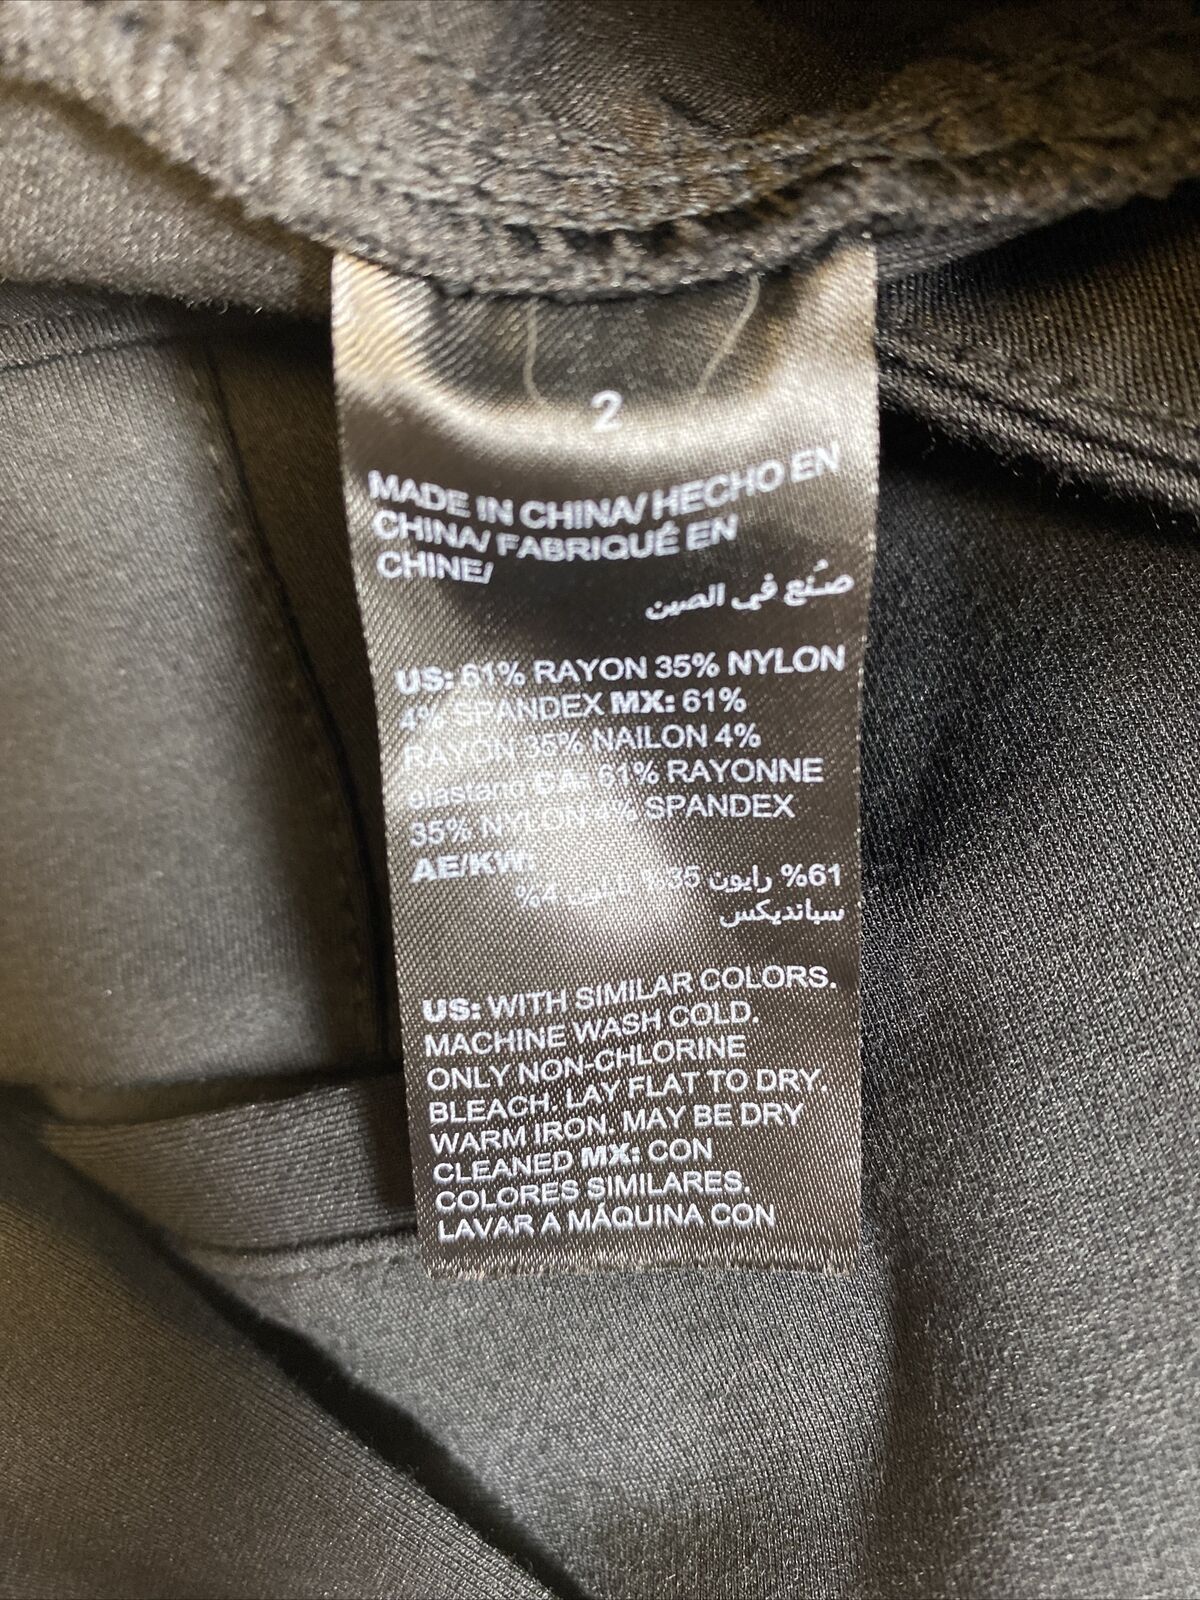 2
MADE IN CHINA/ HECHO EN
CHINA/ FABRIQUÉ EN
CHINE/
صُنع في الصين
US: 61% RAYON 35% NYLON
4% SPANDEX MX: 61%
RAYON 35% NAILON 4%
elastano CA: 61% RAYONNE
35% NYLON 4% SPANDEX
AE/KW:
61% رايون 35% نايلون 4%
سبانديكس
US: WITH SIMILAR COLORS.
MACHINE WASH COLD.
ONLY NON-CHLORINE
BLEACH. LAY FLAT TO DRY.
WARM IRON. MAY BE DRY
CLEANED MX: CON
COLORES SIMILARES.
LAVAR A MÁQUINA CON